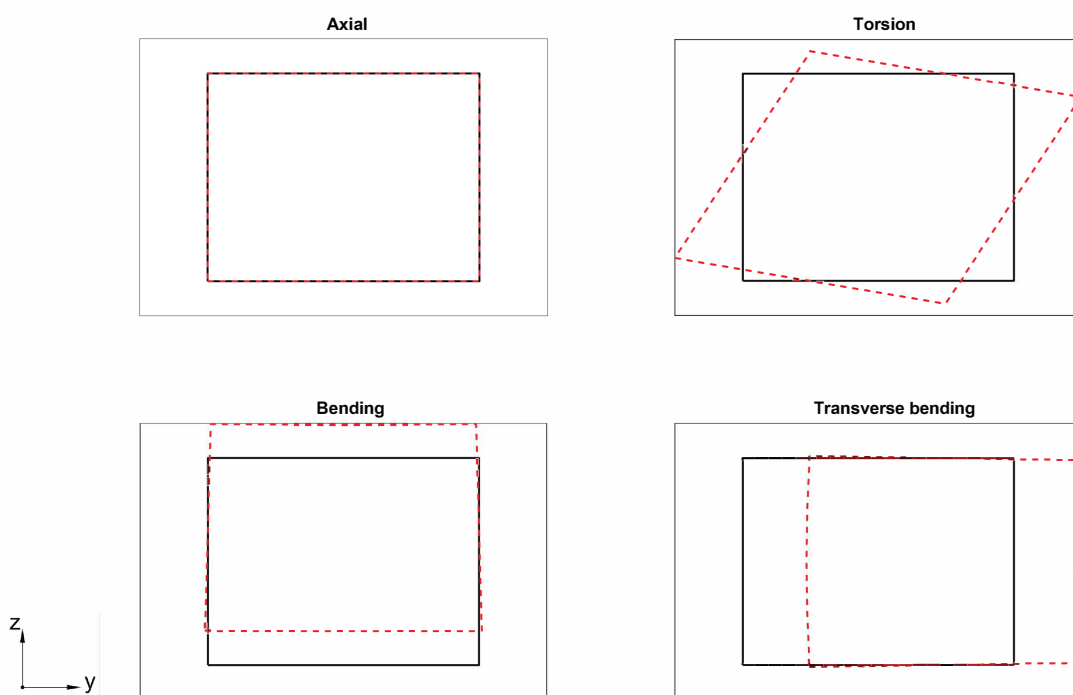 Axial
Torsion
Bending
Transverse bending
z
y